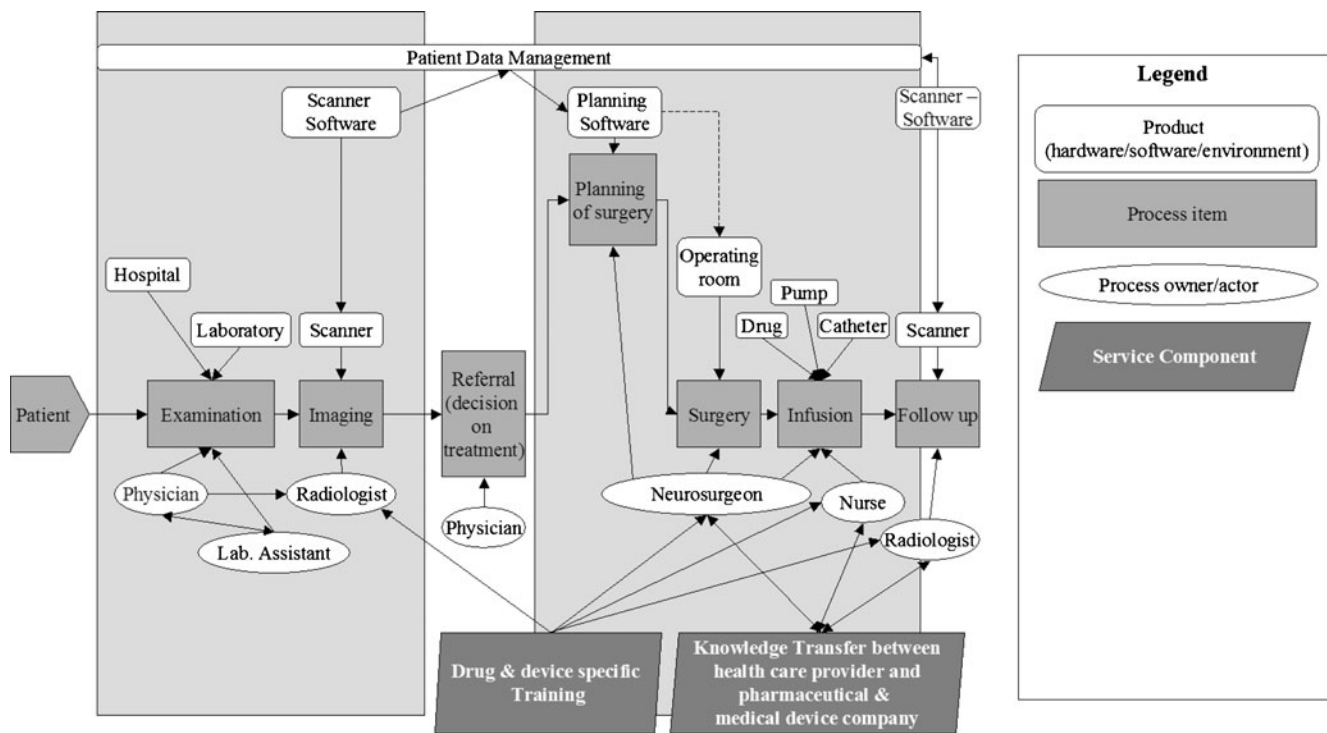 Patient Data Management
Scanner
Software
Planning
Software
Scanner –
Software
Planning
of surgery
Hospital
Laboratory
Scanner
Operating
room
Pump
Drug
Catheter
Scanner
Patient
Examination
Imaging
Referral
(decision
on
treatment)
Surgery
Infusion
Follow up
Physician
Radiologist
Lab. Assistant
Physician
Neurosurgeon
Nurse
Radiologist
Drug & device specific
Training
Knowledge Transfer between
health care provider and
pharmaceutical &
medical device company
Legend
Product
(hardware/software/environment)
Process item
Process owner/actor
Service Component